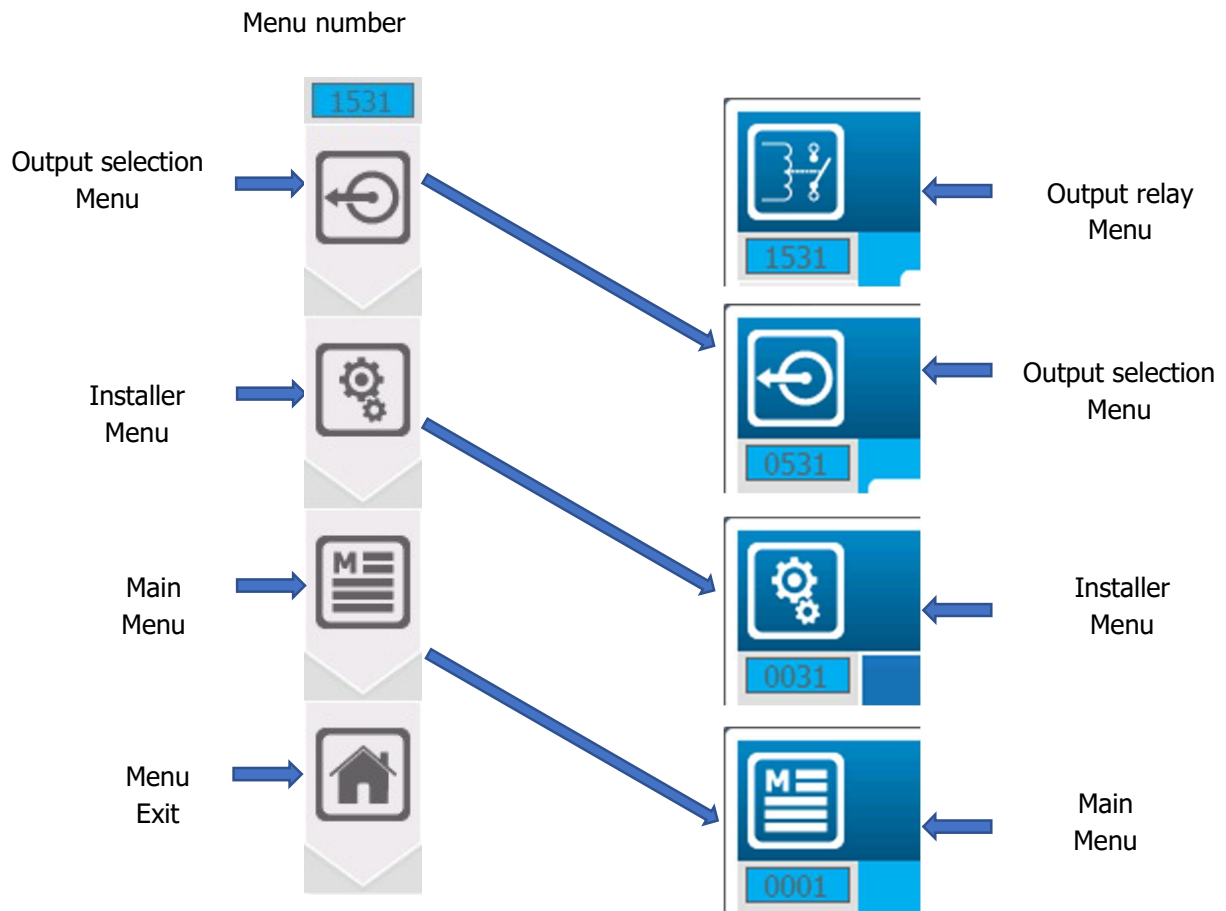 Menu number
1531
Output selection
Menu
Installer
Menu
M
Main
Menu
Menu
Exit
1531
Output relay
Menu
0531
Output selection
Menu
0031
Installer
Menu
M
0001
Main
Menu